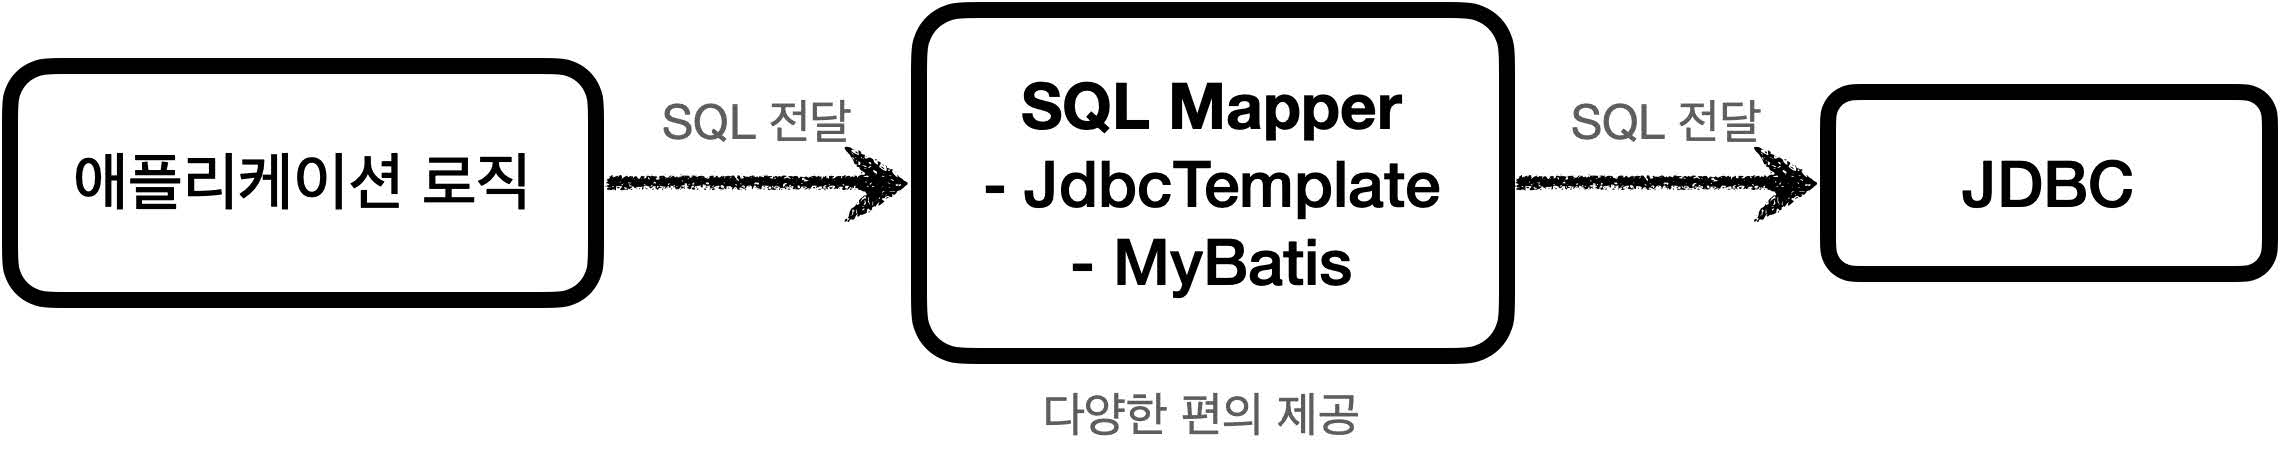 애플리케이션 로직
SQL 전달
SQL Mapper
- JdbcTemplate
- MyBatis
다양한 편의 제공
SQL 전달
JDBC